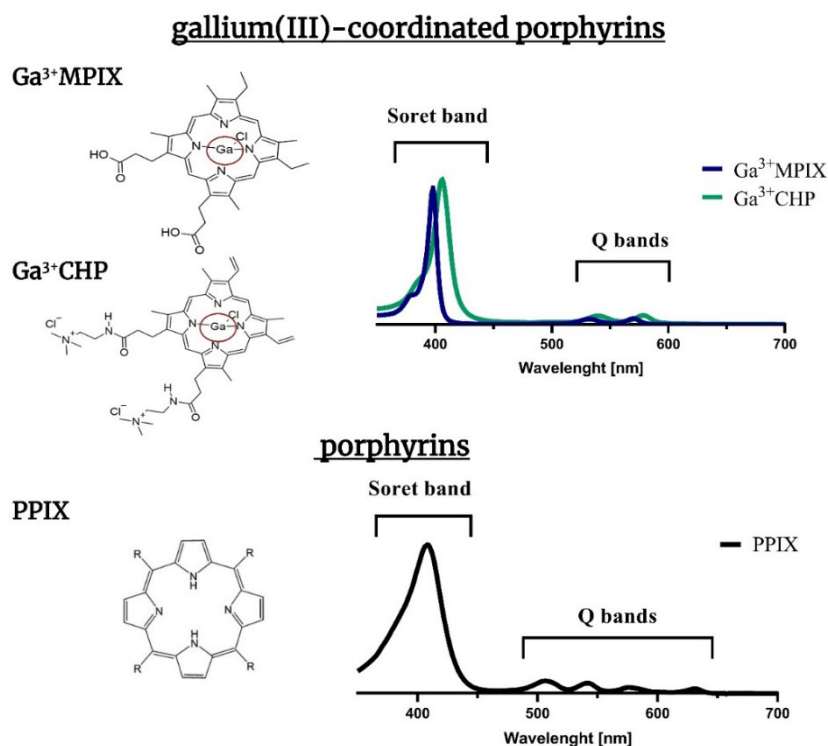 gallium(III)-coordinated porphyrins
Ga³⁺MPIX
N
N
Ga
Cl
N
N
HO
O
HO
O
Soret band
Q bands
Ga³⁺MPIX
Ga³⁺CHP
400
500
600
700
Wavelenght [nm]
Ga³⁺CHP
N
N
Ga
Cl
N
N
Cl⁻
N⁺
H
N
O
Cl⁻
N⁺
H
N
O
porphyrins
PPIX
R
R
N
H
N
N
H
N
R
R
Soret band
Q bands
PPIX
400
500
600
700
Wavelenght [nm]